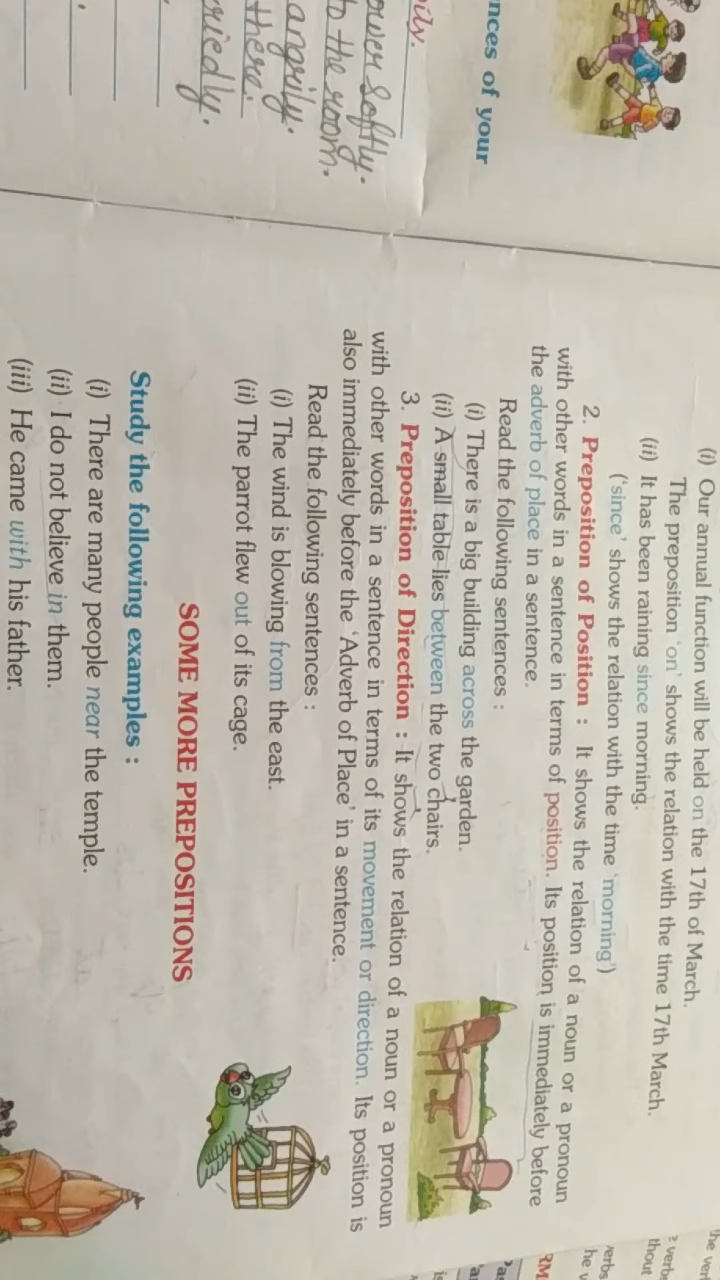 (i) Our annual function will be held on the 17th of March.
The preposition 'on' shows the relation with the time 17th March.
(ii) It has been raining since morning.
('since' shows the relation with the time 'morning')
2. Preposition of Position : It shows the relation of a noun or a pronoun
with other words in a sentence in terms of position. Its position is immediately before
the adverb of place in a sentence.
Read the following sentences :
(i) There is a big building across the garden.
(ii) A small table lies between the two chairs.
3. Preposition of Direction : It shows the relation of a noun or a pronoun
with other words in a sentence in terms of its movement or direction. Its position is
also immediately before the 'Adverb of Place' in a sentence.
Read the following sentences :
(i) The wind is blowing from the east.
(ii) The parrot flew out of its cage.
SOME MORE PREPOSITIONS
Study the following examples :
(i) There are many people near the temple.
(ii) I do not believe in them.
(iii) He came with his father.
of your
softly.
to the room.
angrily.
there.